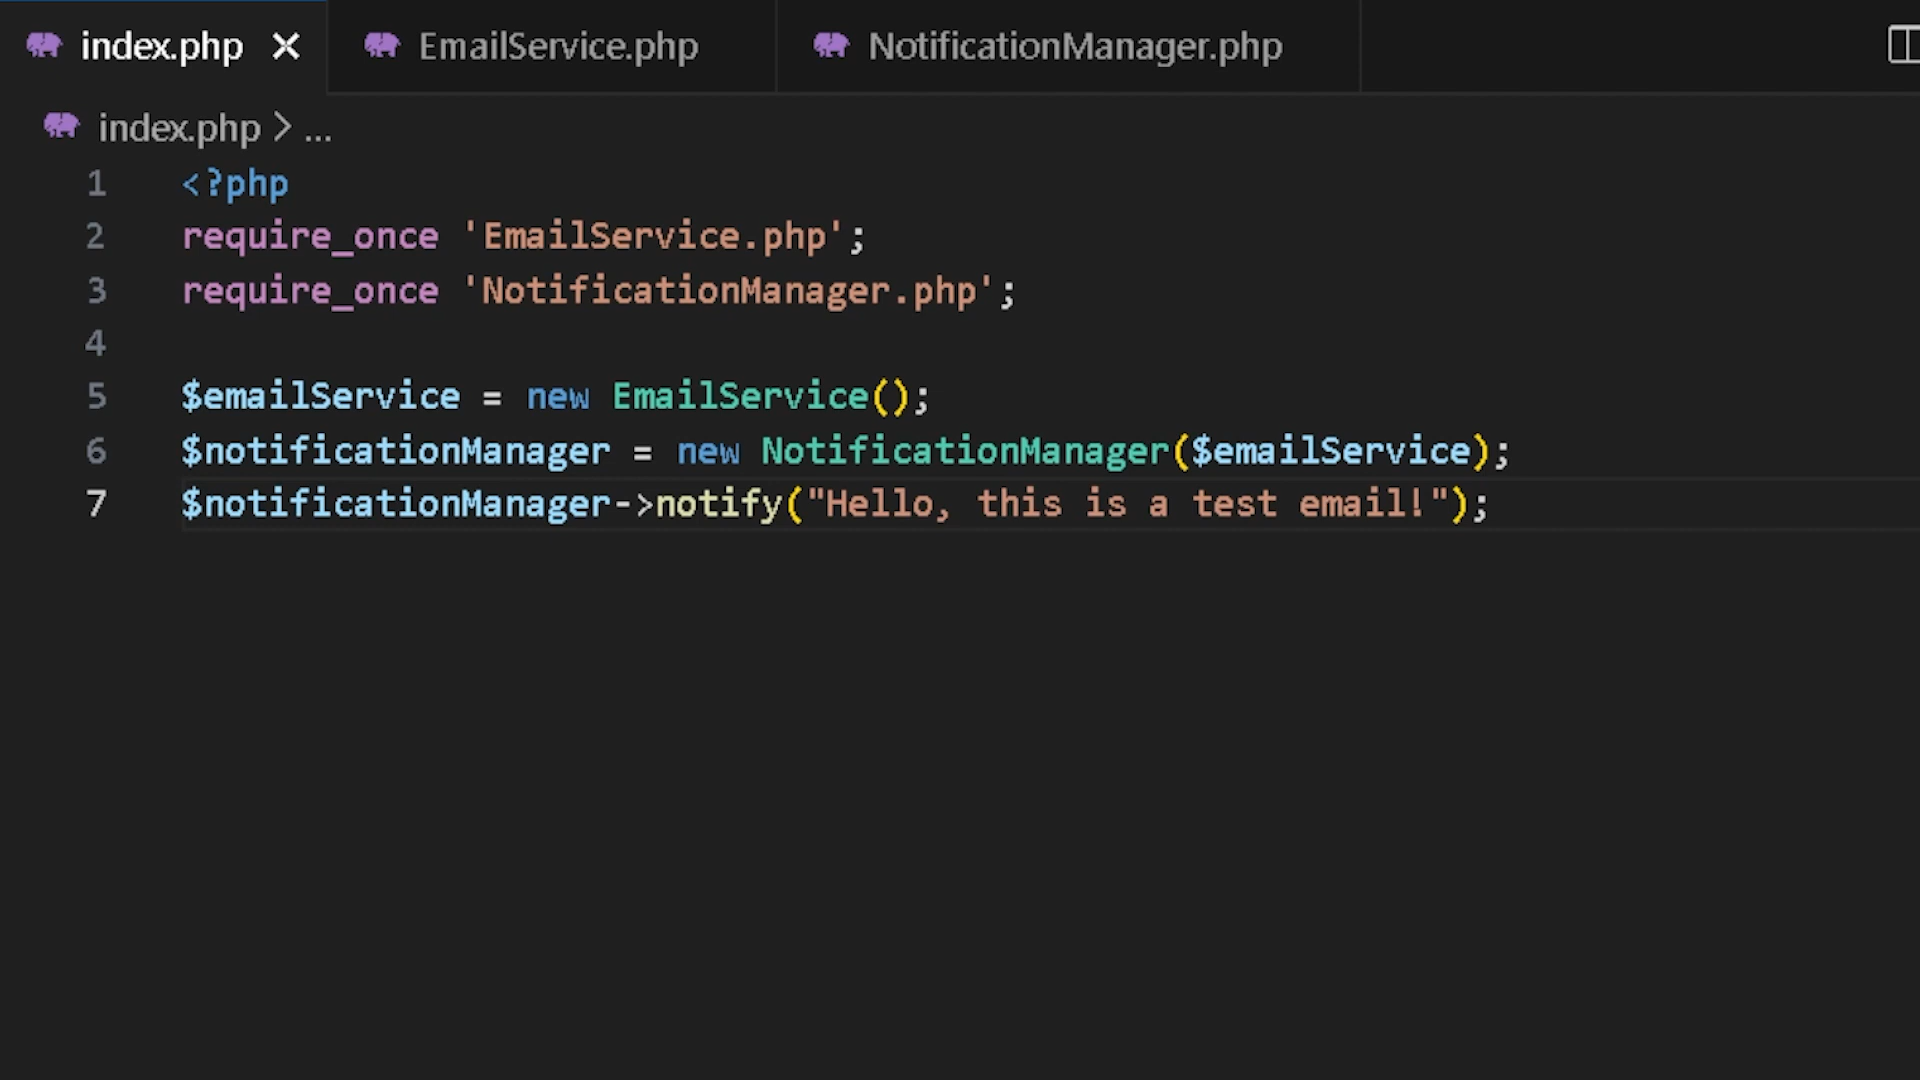 index.php EmailService.php NotificationManager.php
index.php > ...
1 <?php
2 require_once 'EmailService.php';
3 require_once 'NotificationManager.php';
4
5 $emailService = new EmailService();
6 $notificationManager = new NotificationManager($emailService);
7 $notificationManager->notify("Hello, this is a test email!");